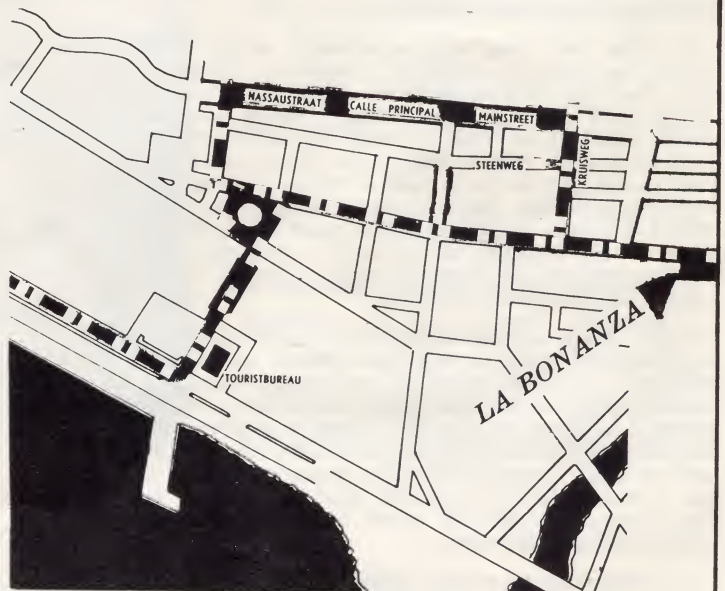 NASSAUSTRAAT
CALLE PRINCIPAL
MAINSTREET
STEENWEG
KRUISWEG
LA BONANZA
TOURISTBUREAU